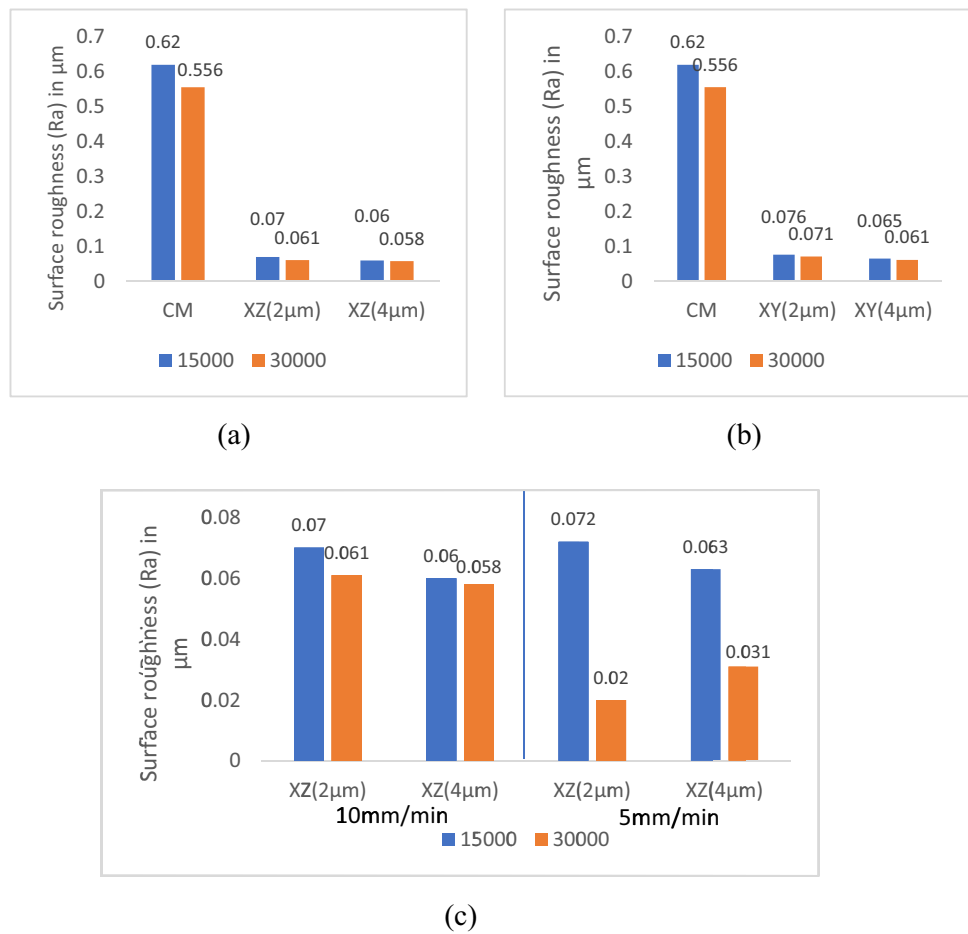 Surface roughness (Ra) in µm
0.7
0.6
0.5
0.4
0.3
0.2
0.1
0
0.62
0.556
0.07
0.061
0.06
0.058
CM
XZ(2µm)
XZ(4µm)
15000
30000
(a)
Surface roughness (Ra) in
µm
0.7
0.6
0.5
0.4
0.3
0.2
0.1
0
0.62
0.556
0.076
0.071
0.065
0.061
CM
XY(2µm)
XY(4µm)
15000
30000
(b)
Surface roughness (Ra) in
µm
0.08
0.06
0.04
0.02
0
0.07
0.061
0.06
0.058
0.072
0.02
0.063
0.031
XZ(2µm)
XZ(4µm)
XZ(2µm)
XZ(4µm)
10mm/min
5mm/min
15000
30000
(c)